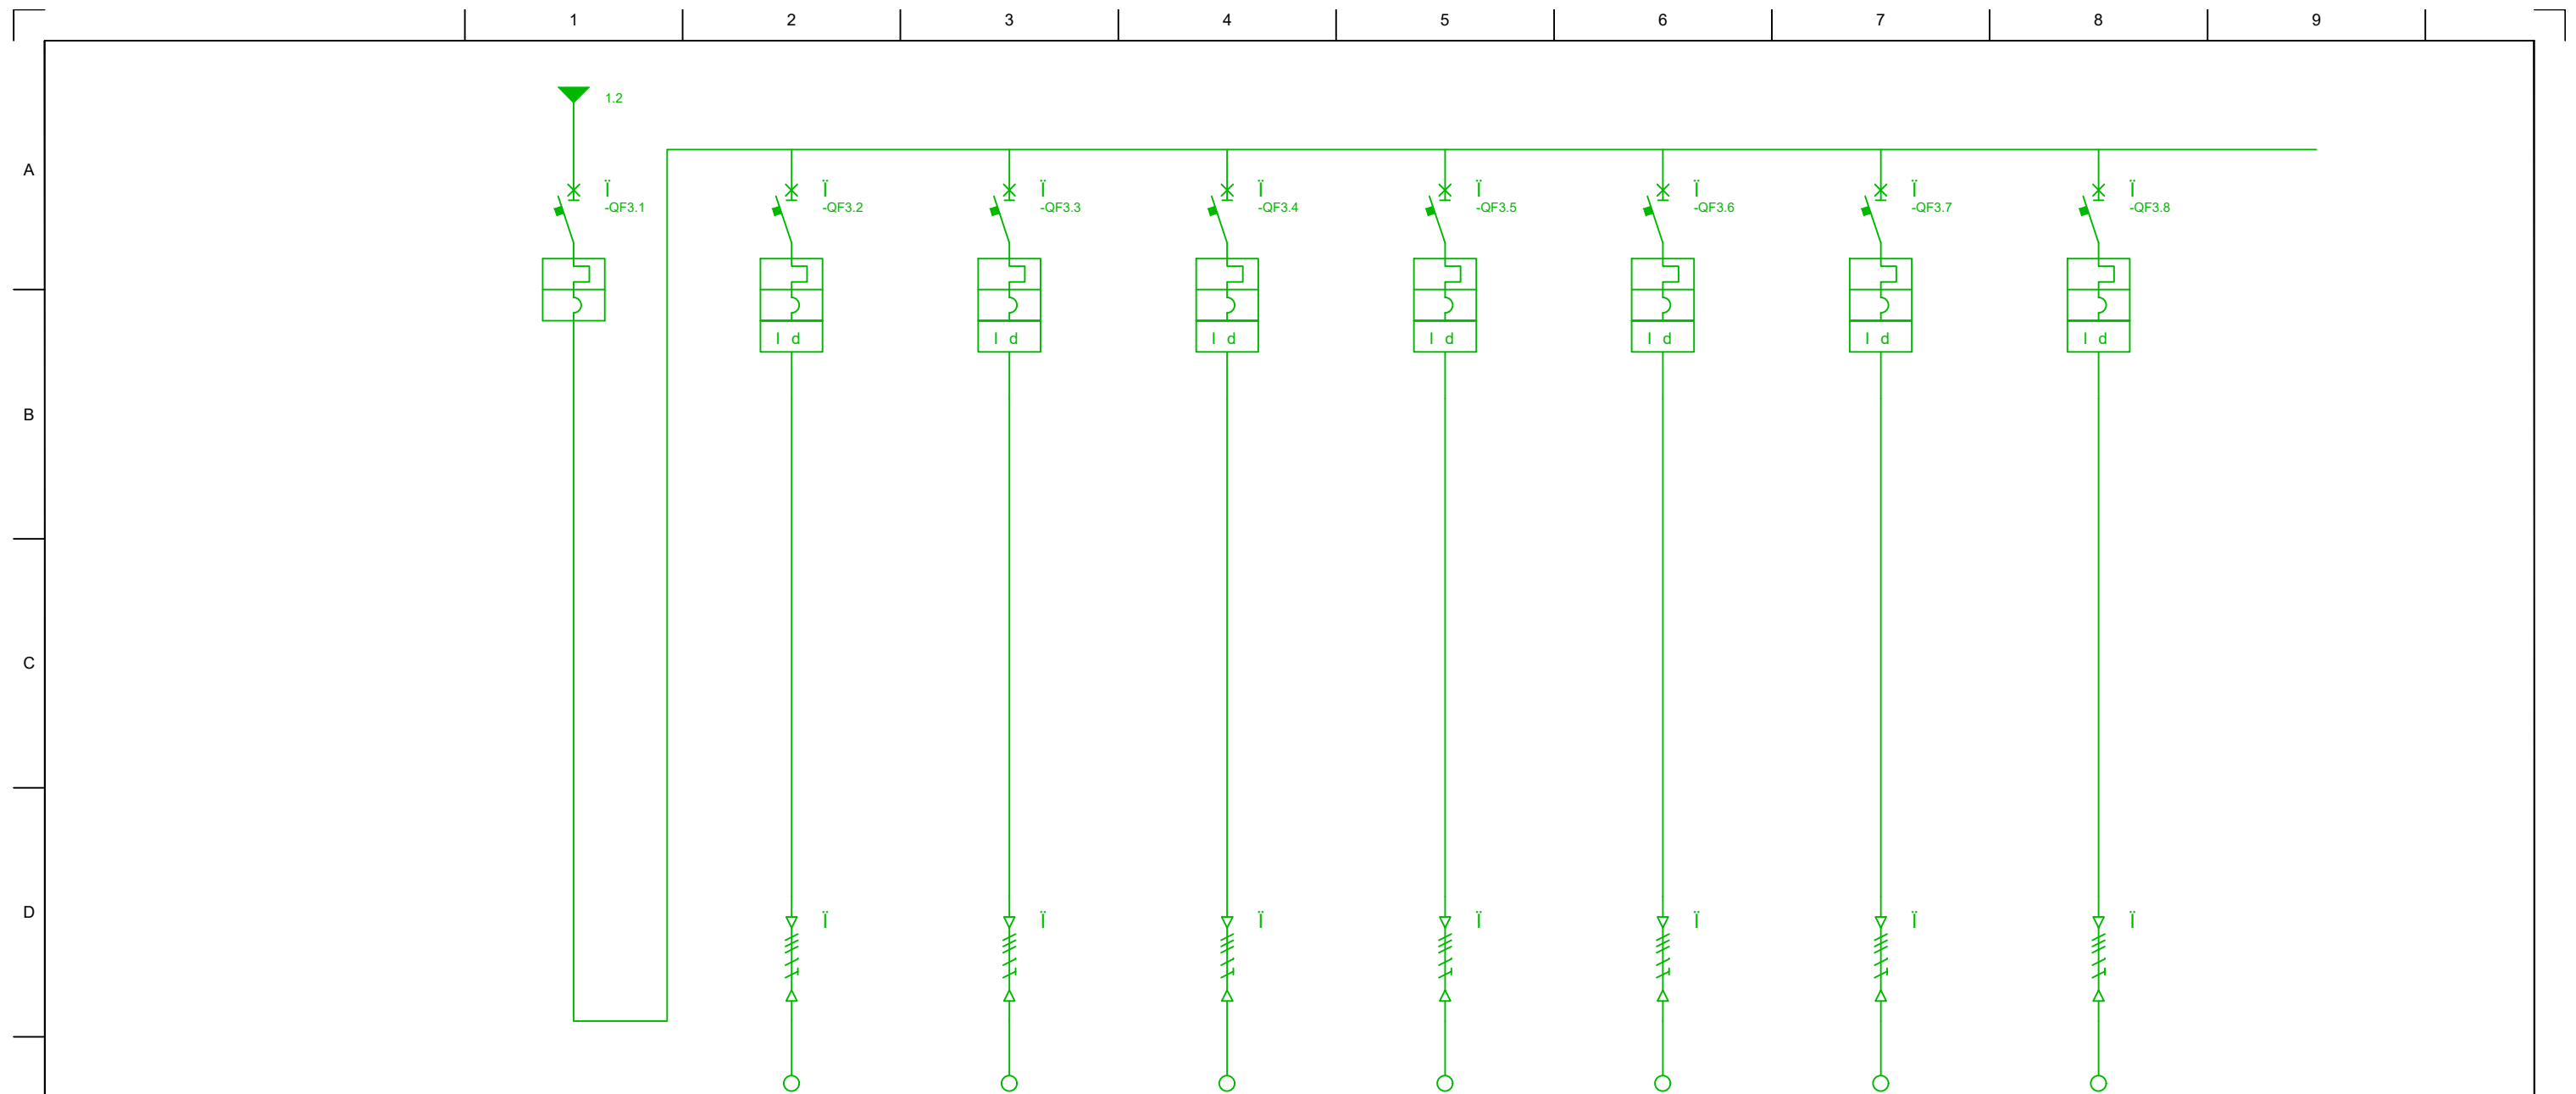 1 2 3 4 5 6 7 8 9
1.2
A
Ï Ï Ï Ï Ï Ï Ï Ï
-QF3.1 -QF3.2 -QF3.3 -QF3.4 -QF3.5 -QF3.6 -QF3.7 -QF3.8
I d I d I d I d I d I d I d
B
C
D
Ï Ï Ï Ï Ï Ï Ï